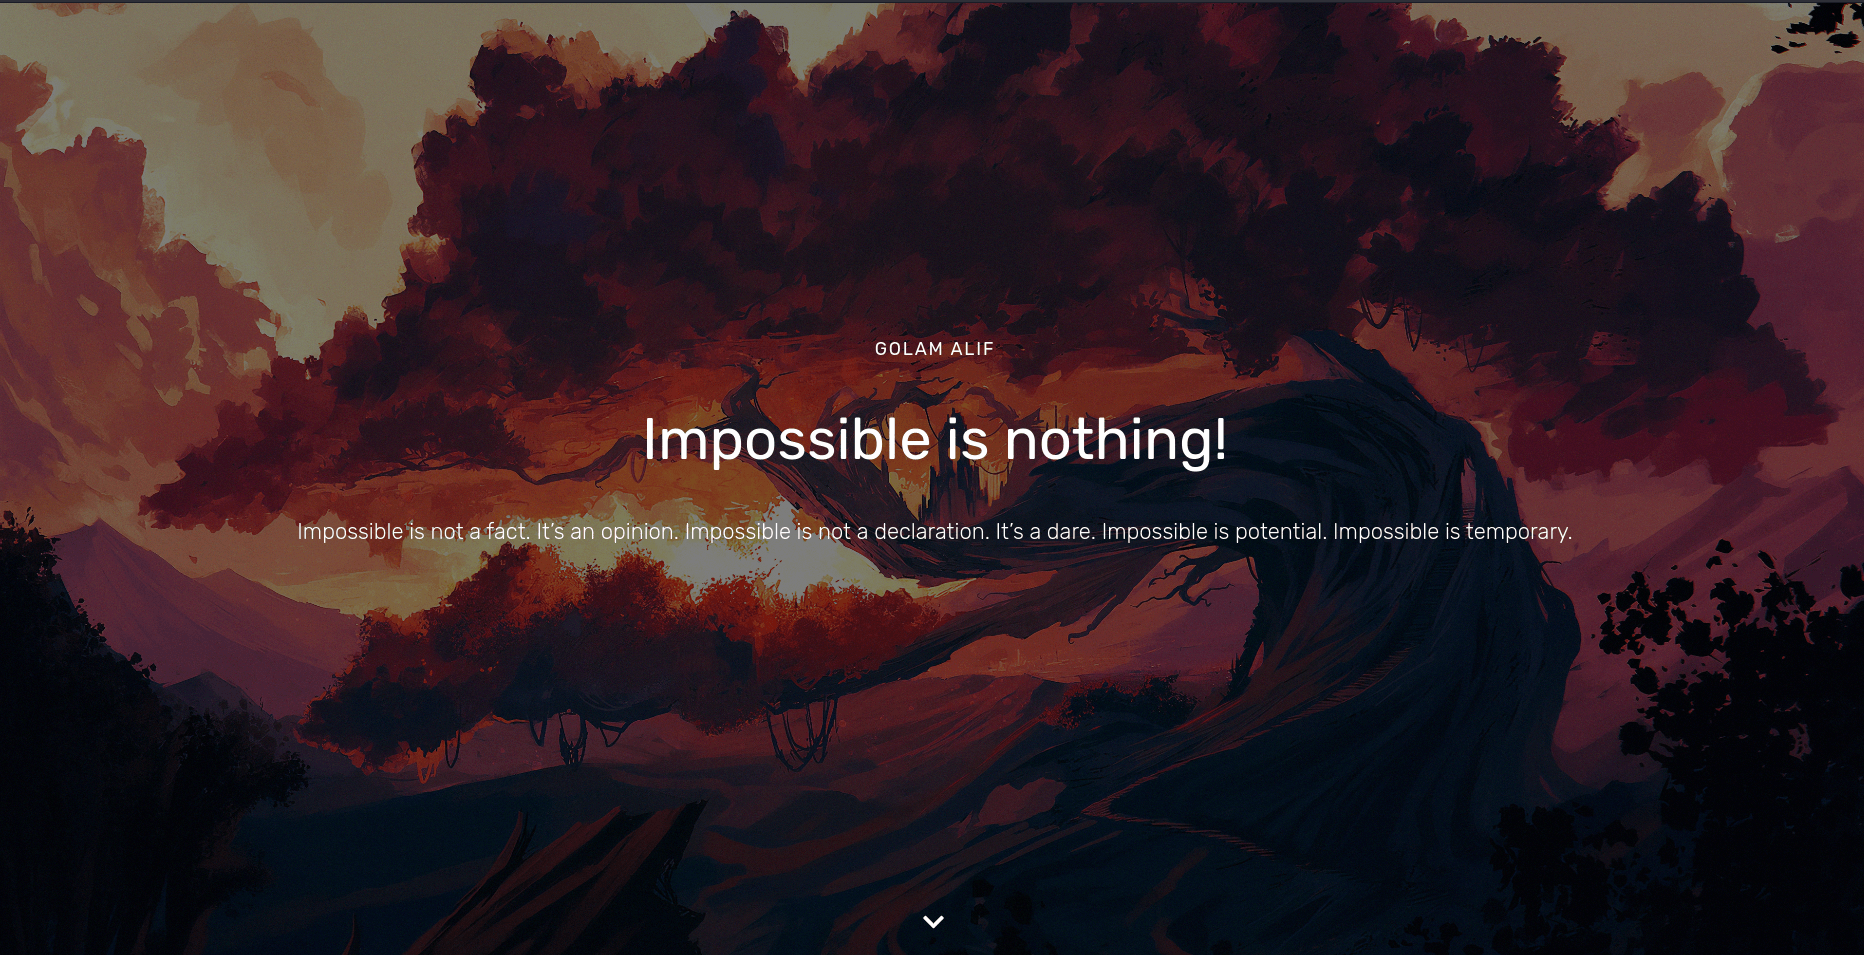 GOLAM ALIF
Impossible is nothing!
Impossible is not a fact. It’s an opinion. Impossible is not a declaration. It’s a dare. Impossible is potential. Impossible is temporary.